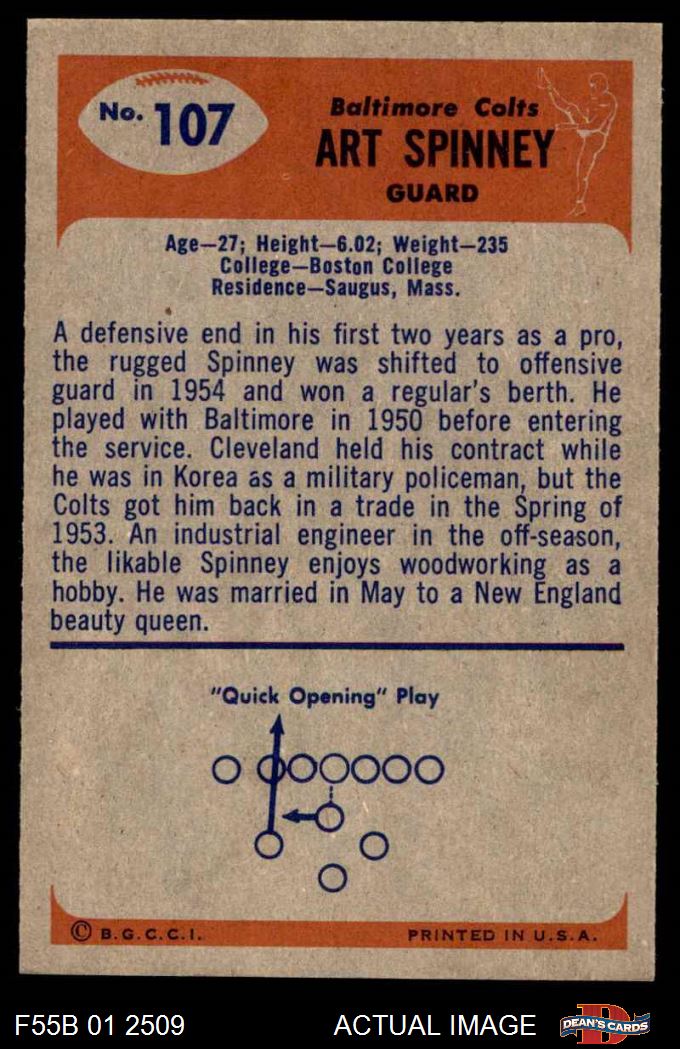 No. 107
Baltimore Colts
ART SPINNEY
GUARD
Age—27; Height—6.02; Weight—235
College—Boston College
Residence—Saugus, Mass.
A defensive end in his first two years as a pro,
the rugged Spinney was shifted to offensive
guard in 1954 and won a regular's berth. He
played with Baltimore in 1950 before entering
the service. Cleveland held his contract while
he was in Korea as a military policeman, but the
Colts got him back in a trade in the Spring of
1953. An industrial engineer in the off-season,
the likable Spinney enjoys woodworking as a
hobby. He was married in May to a New England
beauty queen.
"Quick Opening" Play
© B.G.C.C.I. PRINTED IN U.S.A.
F55B 01 2509 ACTUAL IMAGE D DEAN'S CARDS